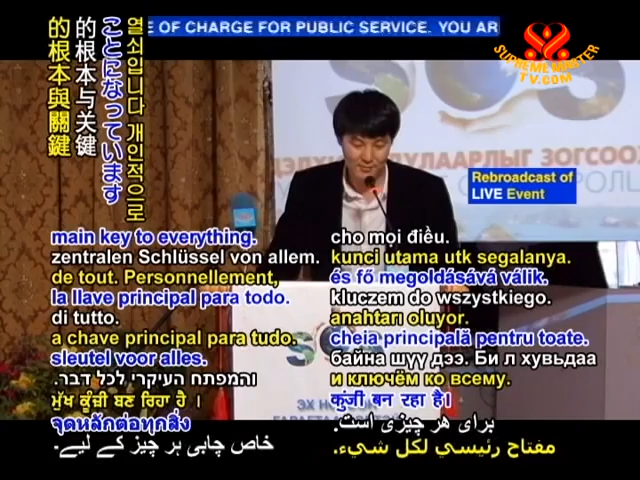 E OF CHARGE FOR PUBLIC SERVICE. YOU AR
SUPREME MASTER
TV.COM
열쇠입니다 개인적으로
ことになっています
的根本与关键
的根本與關鍵
Rebroadcast of
LIVE Event
main key to everything.
zentralen Schlüssel von allem.
de tout. Personnellement,
la llave principal para todo.
di tutto.
a chave principal para tudo.
sleutel voor alles.
והמפתח העיקרי לכל דבר.
ਮੁੱਖ ਕੂੰਜ਼ੀ ਬਣ ਰਿਹਾ ਹੈ ।
จุดหลักต่อทุกสิ่ง
خاص چابی ہر چیز کے لیے۔
cho mọi điều.
kunci utama utk segalanya.
és fő megoldásává válik.
kluczem do wszystkiego.
anahtarı oluyor.
cheia principală pentru toate.
байна шүү дээ. Би л хувьдаа
и ключём ко всему.
कुंजी बन रहा है।
برای هر چیزی است.
مفتاح رئيسي لكل شيء.